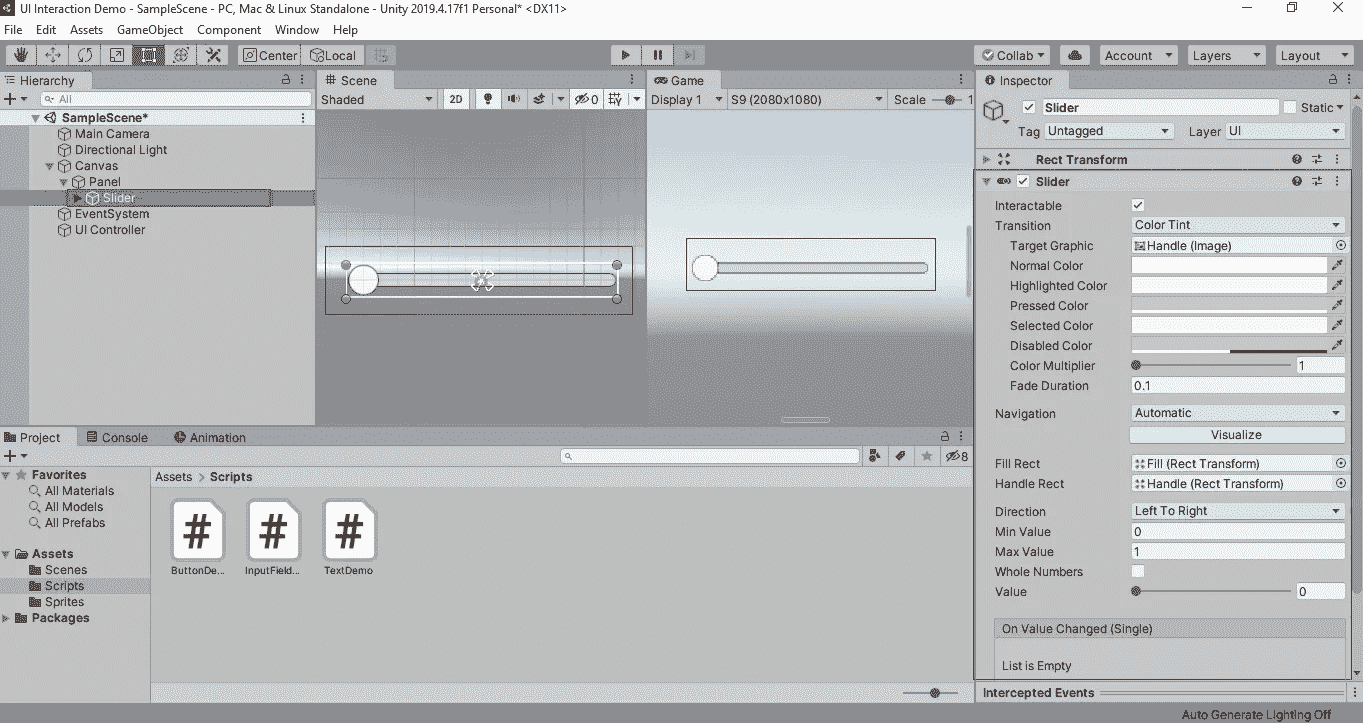 UI Interaction Demo - SampleScene - PC, Mac & Linux Standalone - Unity 2019.4.17f1 Personal* <DX11>
File Edit Assets GameObject Component Window Help
Center Local Collab Account Layers Layout
Hierarchy
All
SampleScene*
Main Camera
Directional Light
Canvas
Panel
Slider
EventSystem
UI Controller
Scene
Shaded 2D 0
Game
Display 1 S9 (2080x1080) Scale 1
Inspector
Slider Static
Tag Untagged Layer UI
Rect Transform
Slider
Interactable
Transition Color Tint
Target Graphic Handle (Image)
Normal Color
Highlighted Color
Pressed Color
Selected Color
Disabled Color
Color Multiplier 1
Fade Duration 0.1
Navigation Automatic
Visualize
Fill Rect Fill (Rect Transform)
Handle Rect Handle (Rect Transform)
Direction Left To Right
Min Value 0
Max Value 1
Whole Numbers
Value 0
On Value Changed (Single)
List is Empty
Intercepted Events
Project Console Animation
8
Favorites
All Materials
All Models
All Prefabs
Assets
Scenes
Scripts
Sprites
Packages
Assets > Scripts
# # #
ButtonDe... InputField... TextDemo
Auto Generate Lighting Off